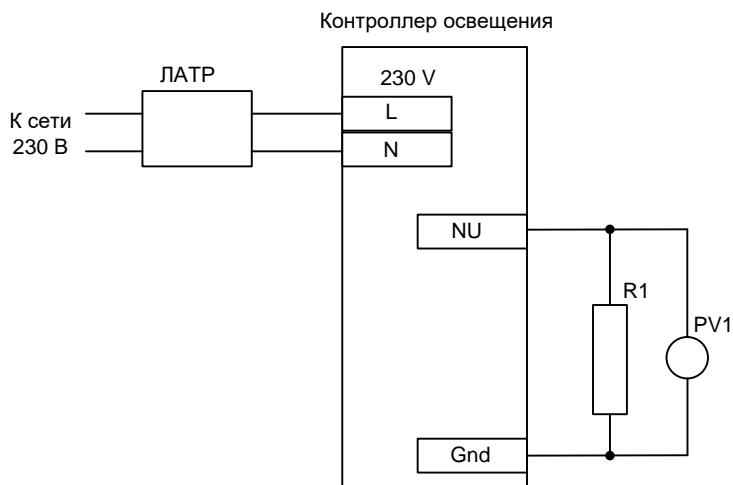 Контроллер освещения
ЛАТР
230 V
К сети
230 В
L
N
NU
R1
PV1
Gnd